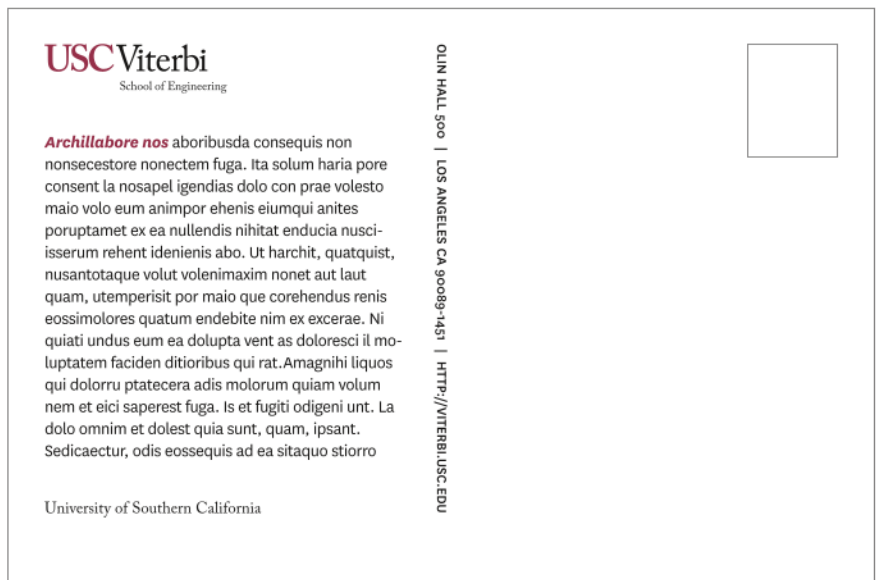 USC Viterbi
School of Engineering
Archillabore nos aboribusda consequis non
nonsecestore nonectem fuga. Ita solum haria pore
consent la nosapel igendias dolo con prae volesto
maio volo eum animpor ehenis eiumqui anites
poruptamet ex ea nullendis nihitat enducia nusci-
isserum rehent idenienis abo. Ut harchit, quatquist,
nusantotaque volut volenimaxim nonet aut laut
quam, utemperisit por maio que corehendus renis
eossimolores quatum endebite nim ex excerae. Ni
quiati undus eum ea dolupta vent as doloresci il mo-
luptatem faciden ditioribus qui rat.Amagnihi liquos
qui dolorru ptatecera adis molorum quiam volum
nem et eici saperest fuga. Is et fugiti odigeni unt. La
dolo omnim et dolest quia sunt, quam, ipsant.
Sedicaectur, odis eossequis ad ea sitaquo stiorro
University of Southern California
OLIN HALL 500 | LOS ANGELES CA 90089-1451 | HTTP://VITERBI.USC.EDU